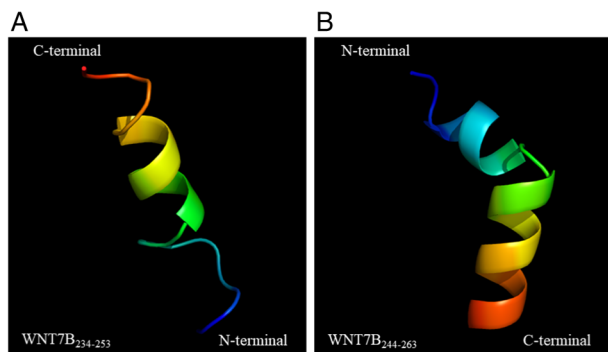 A
B
C-terminal
N-terminal
WNT7B234-253
N-terminal
WNT7B244-263
C-terminal